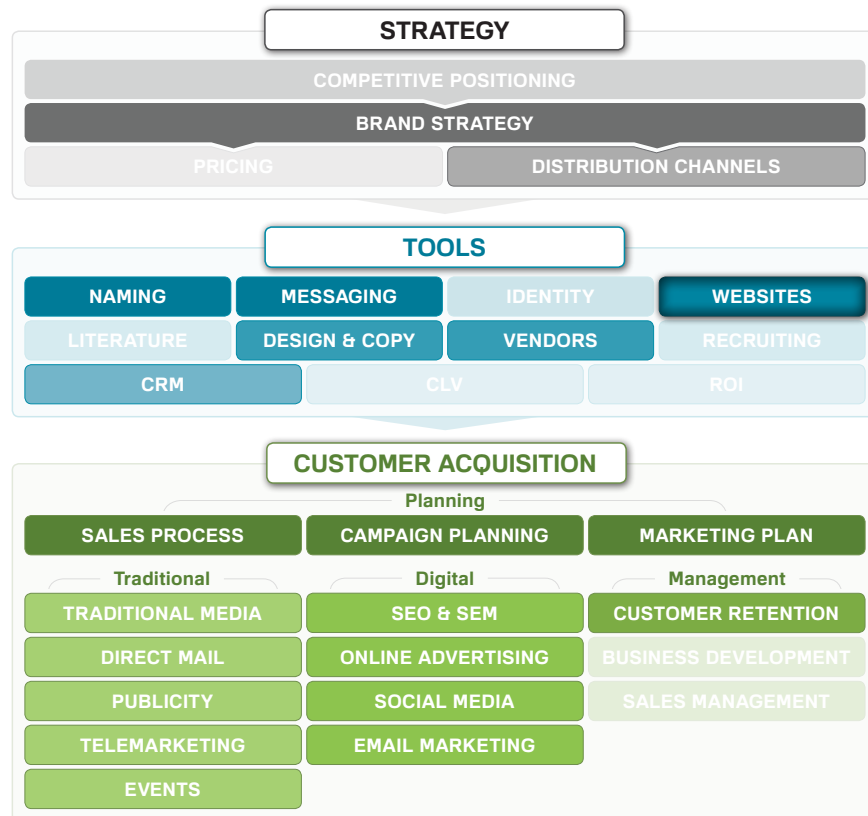 STRATEGY
COMPETITIVE POSITIONING
BRAND STRATEGY
PRICING DISTRIBUTION CHANNELS
TOOLS
NAMING MESSAGING IDENTITY WEBSITES
LITERATURE DESIGN & COPY VENDORS RECRUITING
CRM CLV ROI
CUSTOMER ACQUISITION
Planning
SALES PROCESS CAMPAIGN PLANNING MARKETING PLAN
Traditional Digital Management
TRADITIONAL MEDIA SEO & SEM CUSTOMER RETENTION
DIRECT MAIL ONLINE ADVERTISING BUSINESS DEVELOPMENT
PUBLICITY SOCIAL MEDIA SALES MANAGEMENT
TELEMARKETING EMAIL MARKETING
EVENTS